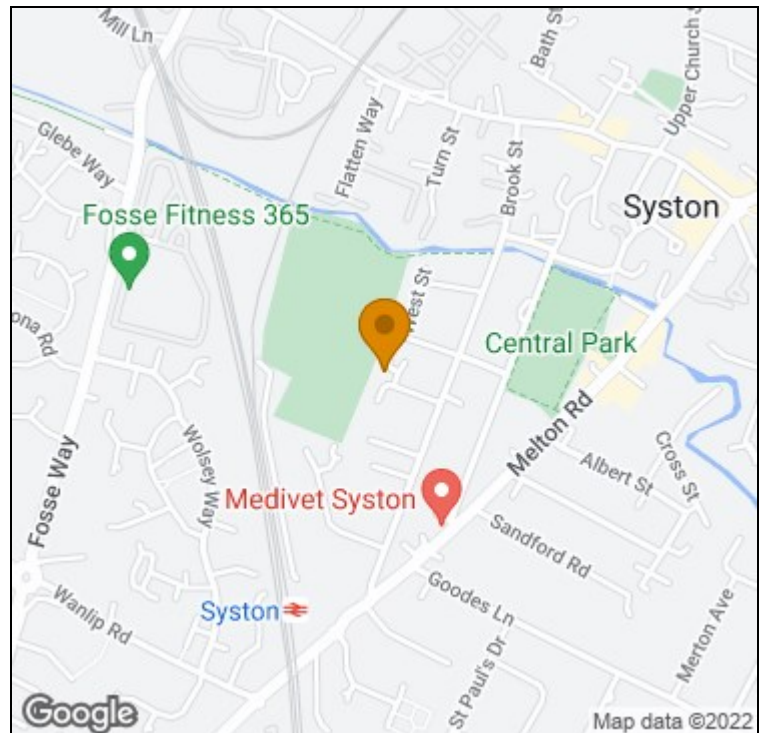 Mill Ln
Bath St
Upper Church S
Glebe Way
Flatten Way
Turn St
Brook St
Syston
Fosse Fitness 365
West St
Central Park
ona Rd
Melton Rd
Wolsey Way
Fosse Way
Albert St
Cross St
Medivet Syston
Sandford Rd
Syston
Goodes Ln
Wanlip Rd
Merton Ave
St Paul's Dr
Google
Map data ©2022